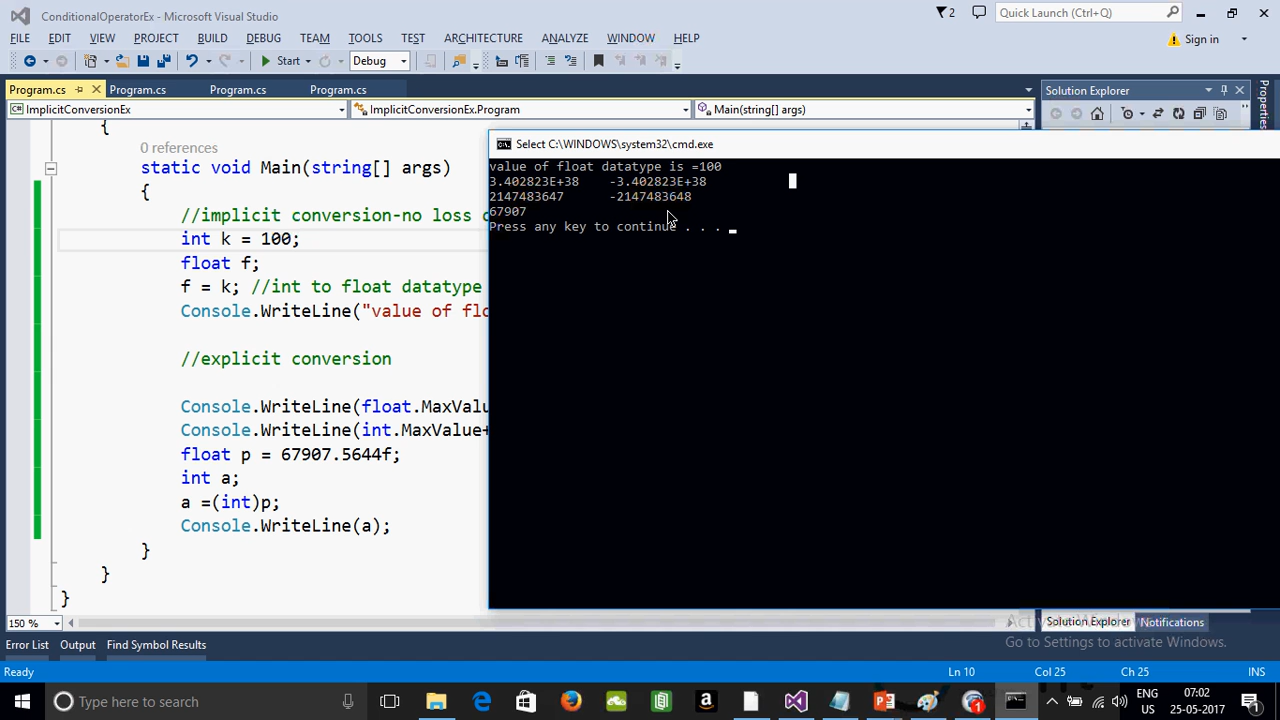 ConditionalOperatorEx - Microsoft Visual Studio
2
Quick Launch (Ctrl+Q)
FILE EDIT VIEW PROJECT BUILD DEBUG TEAM TOOLS TEST ARCHITECTURE ANALYZE WINDOW HELP
Sign in
Start Debug
Program.cs Program.cs Program.cs Program.cs
Solution Explorer
Properties
ImplicitConversionEx ImplicitConversionEx.Program Main(string[] args)
{
0 references
static void Main(string[] args)
{
//implicit conversion-no loss
int k = 100;
float f;
f = k; //int to float datatype
Console.WriteLine("value of flo
//explicit conversion
Console.WriteLine(float.MaxValu
Console.WriteLine(int.MaxValue+
float p = 67907.5644f;
int a;
a =(int)p;
Console.WriteLine(a);
}
}
}
Select C:\WINDOWS\system32\cmd.exe
value of float datatype is =100
3.402823E+38 -3.402823E+38
2147483647 -2147483648
67907
Press any key to continue . . .
150 %
Activate Windows
Go to Settings to activate Windows.
Solution Explorer Notifications
Error List Output Find Symbol Results
Ready
Ln 10 Col 25 Ch 25 INS
Type here to search
ENG
US
07:02
25-05-2017
1